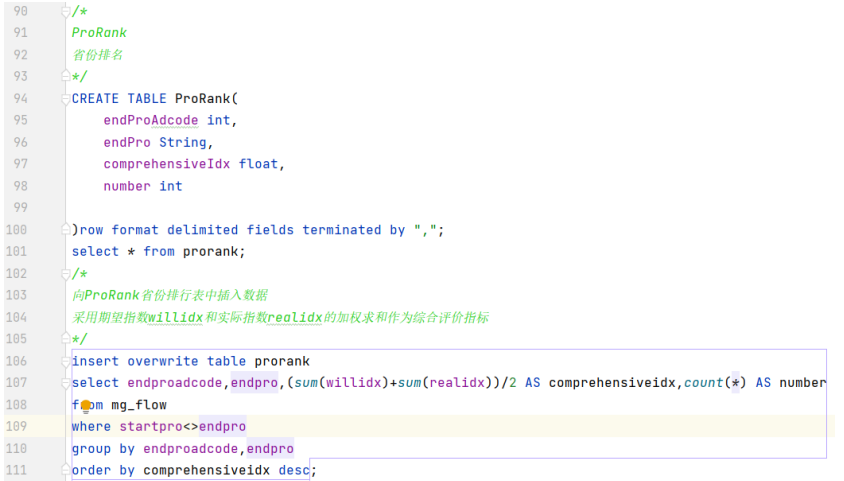 90 /*
91 ProRank
92 省份排名
93 */
94 CREATE TABLE ProRank(
95     endProAdcode int,
96     endPro String,
97     comprehensiveIdx float,
98     number int
99
100 )row format delimited fields terminated by ",";
101 select * from prorank;
102 /*
103 向ProRank省份排行表中插入数据
104 采用期望指数willidx和实际指数realidx的加权求和作为综合评价指标
105 */
106 insert overwrite table prorank
107 select endproadcode,endpro,(sum(willidx)+sum(realidx))/2 AS comprehensiveidx,count(*) AS number
108 from mg_flow
109 where startpro<>endpro
110 group by endproadcode,endpro
111 order by comprehensiveidx desc;